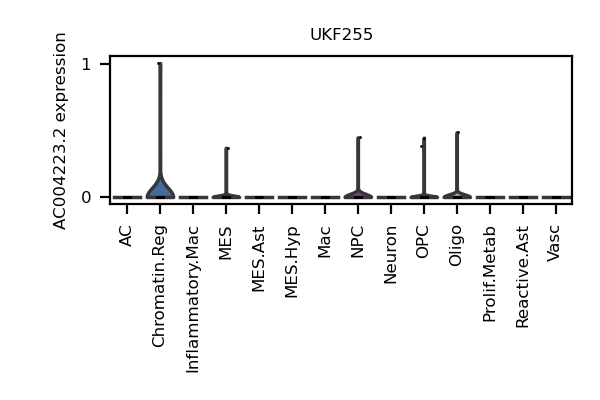 UKF255
AC004223.2 expression
1
0
AC
Chromatin.Reg
Inflammatory.Mac
MES
MES.Ast
MES.Hyp
Mac
NPC
Neuron
OPC
Oligo
Prolif.Metab
Reactive.Ast
Vasc